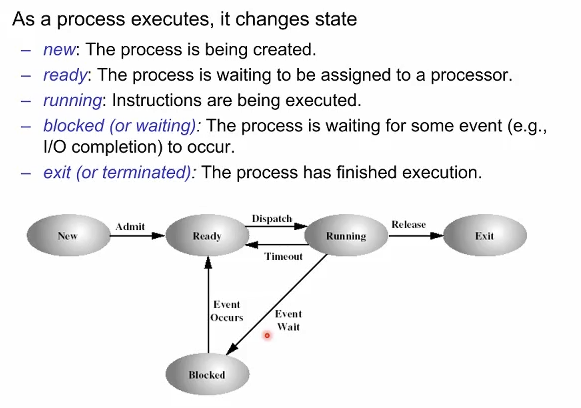 As a process executes, it changes state
– new: The process is being created.
– ready: The process is waiting to be assigned to a processor.
– running: Instructions are being executed.
– blocked (or waiting): The process is waiting for some event (e.g.,
I/O completion) to occur.
– exit (or terminated): The process has finished execution.
New
Admit
Ready
Dispatch
Timeout
Running
Release
Exit
Event
Occurs
Event
Wait
Blocked